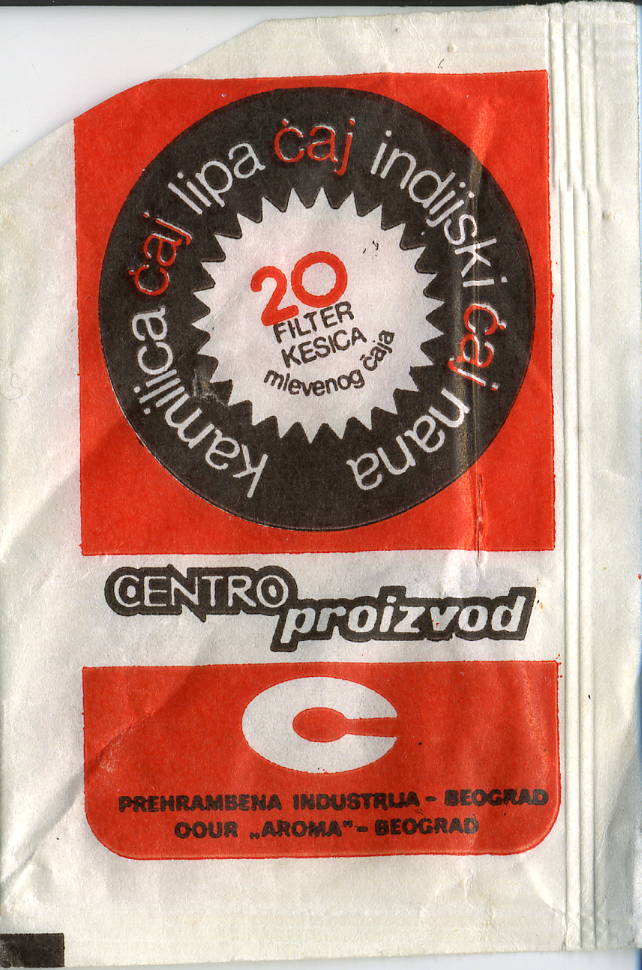 kamilica čaj lipa čaj indijski čaj nana
20
FILTER
KESICA
mlevenog čaja
CENTRO
proizvod
C
PREHRAMBENA INDUSTRIJA - BEOGRAD
OOUR „AROMA” - BEOGRAD